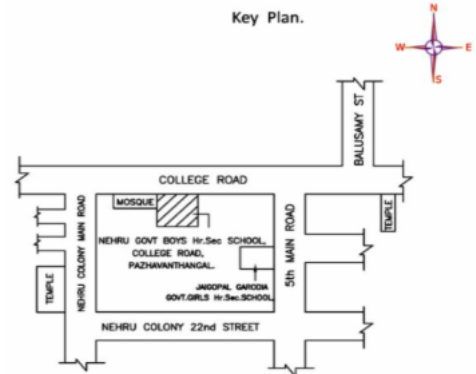 Key Plan.
N
W
E
S
BALUSAMY ST
COLLEGE ROAD
MOSQUE
NEHRU COLONY MAIN ROAD
NEHRU GOVT BOYS Hr.Sec SCHOOL,
COLLEGE ROAD,
PAZHAVANTHANGAL.
5th MAIN ROAD
TEMPLE
TEMPLE
JAIGOPAL GARODIA
GOVT.GIRLS Hr.Sec.SCHOOL.
NEHRU COLONY 22nd STREET